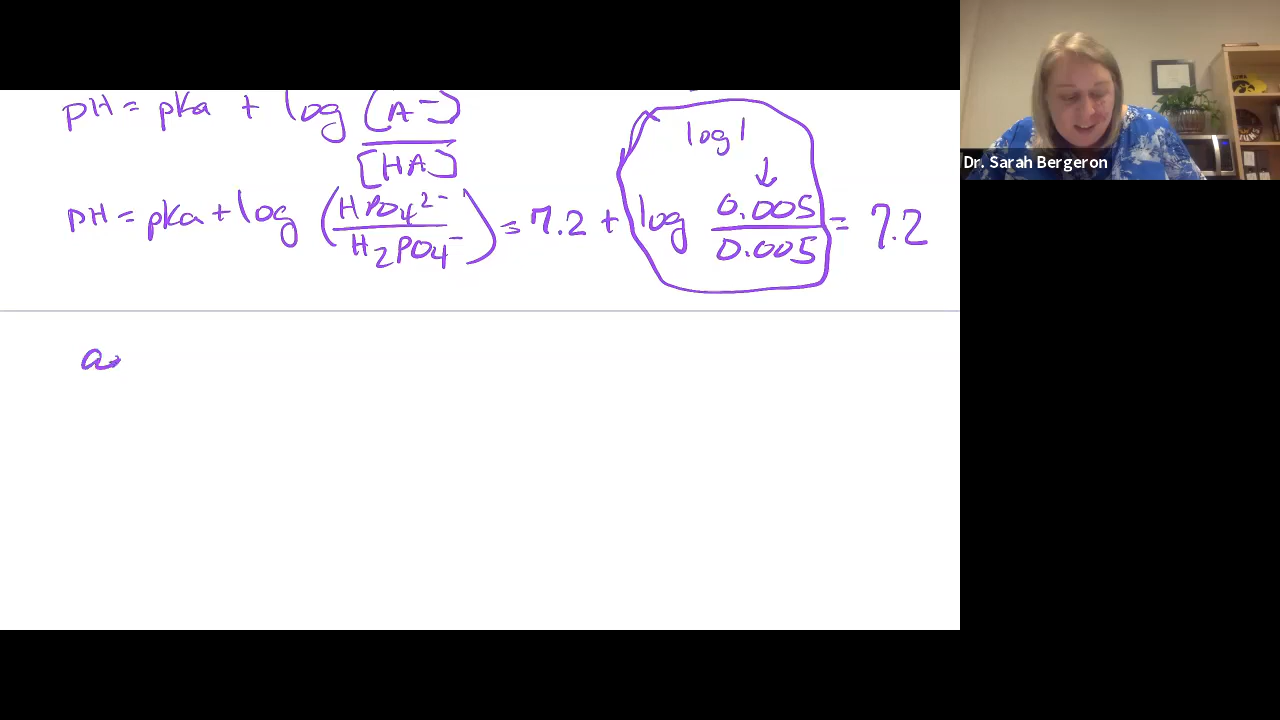 pH = pKa + log [A-]
[HA]
log 1
↓
pH = pKa + log (HPO4²⁻ / H2PO4⁻) = 7.2 + log 0.005 / 0.005 = 7.2
a
Dr. Sarah Bergeron
IOWA